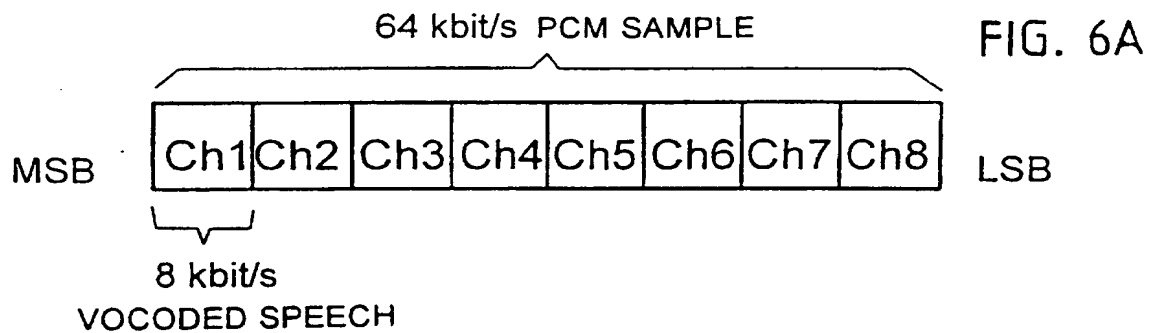 64 kbit/s PCM SAMPLE
FIG. 6A
MSB Ch1 Ch2 Ch3 Ch4 Ch5 Ch6 Ch7 Ch8 LSB
8 kbit/s
VOCODED SPEECH